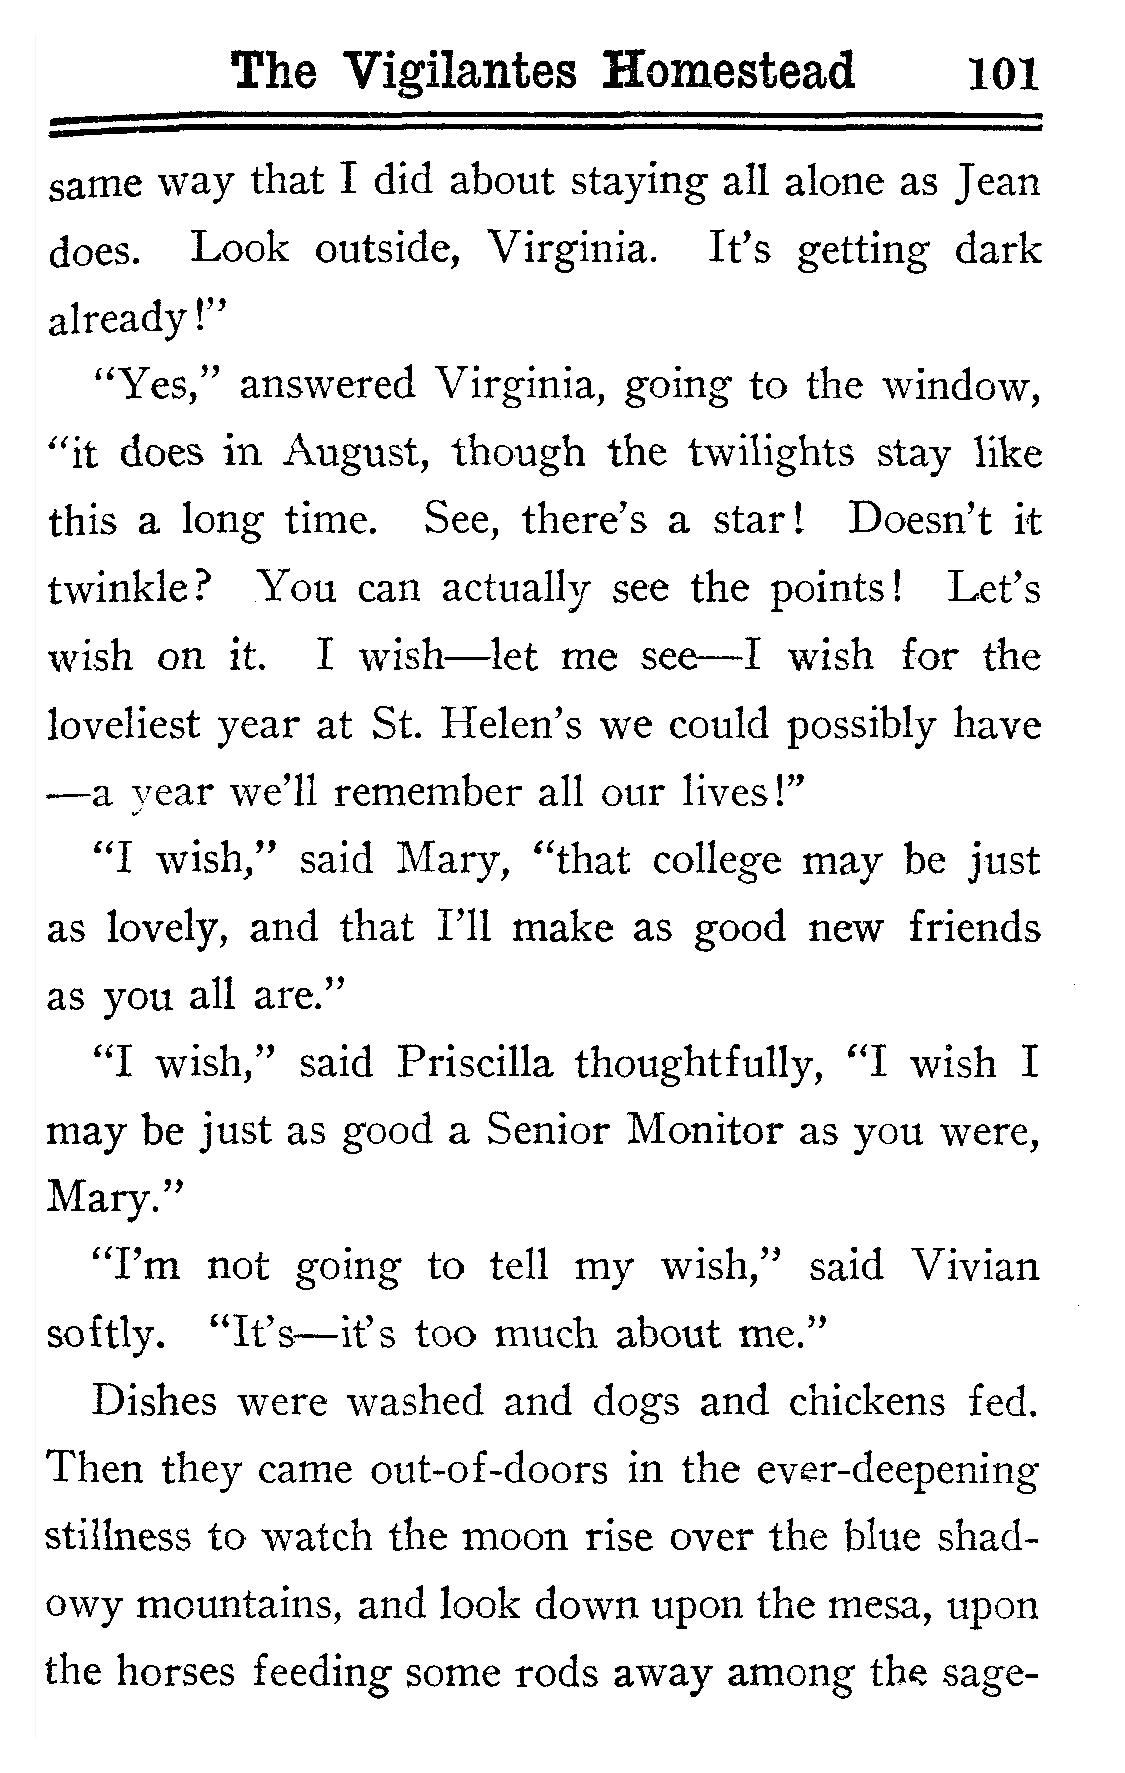 The Vigilantes Homestead 101
same way that I did about staying all alone as Jean
does. Look outside, Virginia. It's getting dark
already!"
"Yes," answered Virginia, going to the window,
"it does in August, though the twilights stay like
this a long time. See, there's a star! Doesn't it
twinkle? You can actually see the points! Let's
wish on it. I wish—let me see—I wish for the
loveliest year at St. Helen's we could possibly have
—a year we'll remember all our lives!"
"I wish," said Mary, "that college may be just
as lovely, and that I'll make as good new friends
as you all are."
"I wish," said Priscilla thoughtfully, "I wish I
may be just as good a Senior Monitor as you were,
Mary."
"I'm not going to tell my wish," said Vivian
softly. "It's—it's too much about me."
Dishes were washed and dogs and chickens fed.
Then they came out-of-doors in the ever-deepening
stillness to watch the moon rise over the blue shad-
owy mountains, and look down upon the mesa, upon
the horses feeding some rods away among the sage-